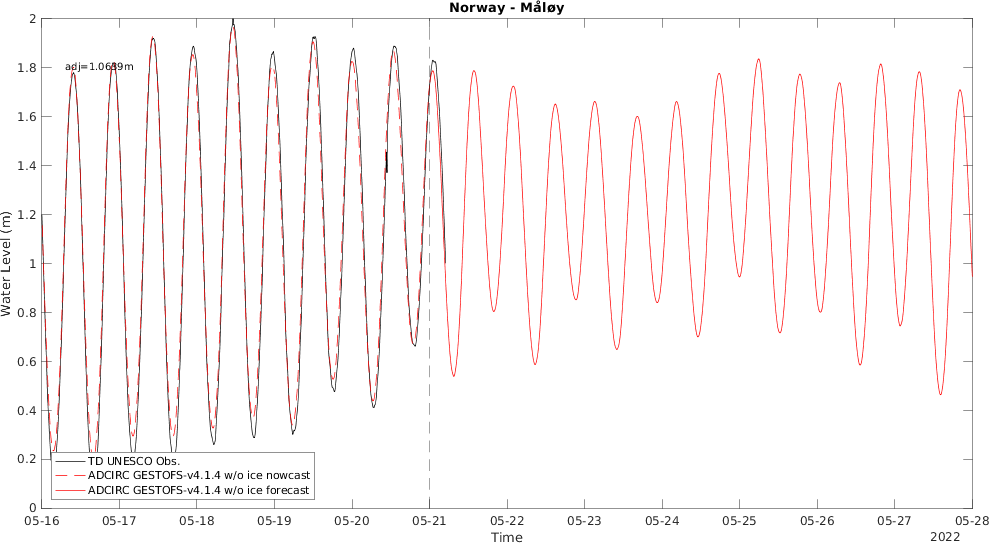 Norway - Måløy
adj=1.0639m
Water Level (m)
2
1.8
1.6
1.4
1.2
1
0.8
0.6
0.4
0.2
0
TD UNESCO Obs.
ADCIRC GESTOFS-v4.1.4 w/o ice nowcast
ADCIRC GESTOFS-v4.1.4 w/o ice forecast
05-16 05-17 05-18 05-19 05-20 05-21 05-22 05-23 05-24 05-25 05-26 05-27 05-28
Time
2022